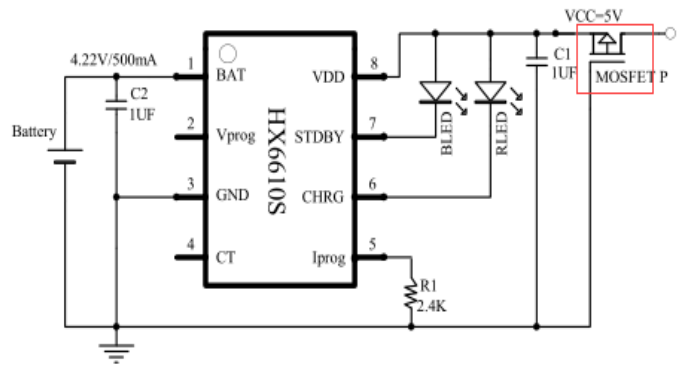 VCC=5V
4.22V/500mA
1
BAT
VDD
8
C1
1UF
MOSFET P
C2
1UF
Battery
2
Vprog
HX6610S
STDBY
7
BLED
RLED
3
GND
CHRG
6
4
CT
Iprog
5
R1
2.4K